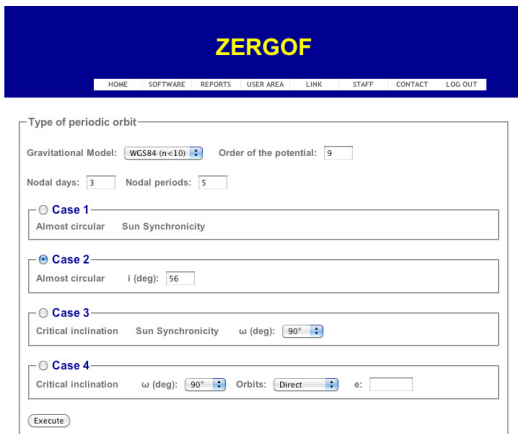 ZERGOF
HOME SOFTWARE REPORTS USER AREA LINK STAFF CONTACT LOG OUT
Type of periodic orbit
Gravitational Model: WGS84 (n<10) Order of the potential: 9
Nodal days: 3 Nodal periods: 5
Case 1
Almost circular Sun Synchronicity
Case 2
Almost circular i (deg): 56
Case 3
Critical inclination Sun Synchronicity ω (deg): 90°
Case 4
Critical inclination ω (deg): 90° Orbits: Direct e:
Execute